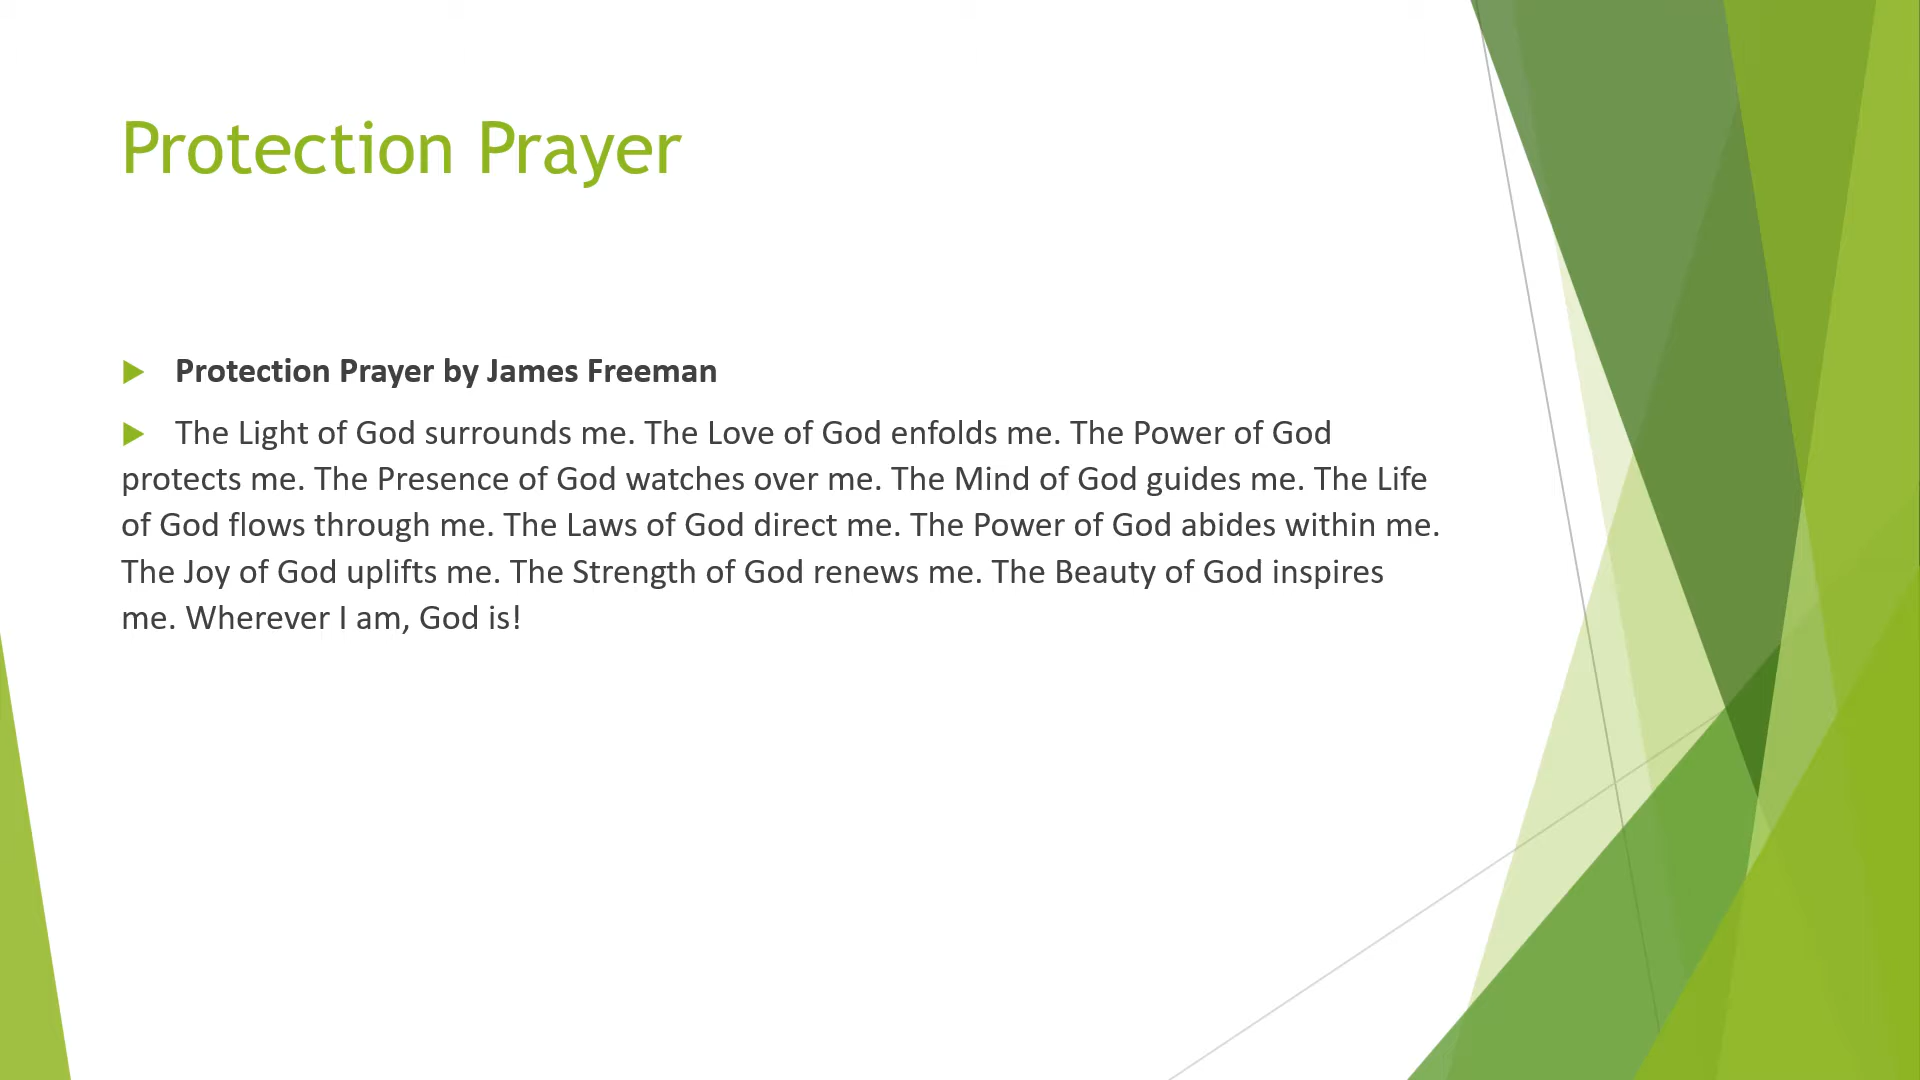 Protection Prayer
Protection Prayer by James Freeman
The Light of God surrounds me. The Love of God enfolds me. The Power of God
protects me. The Presence of God watches over me. The Mind of God guides me. The Life
of God flows through me. The Laws of God direct me. The Power of God abides within me.
The Joy of God uplifts me. The Strength of God renews me. The Beauty of God inspires
me. Wherever I am, God is!